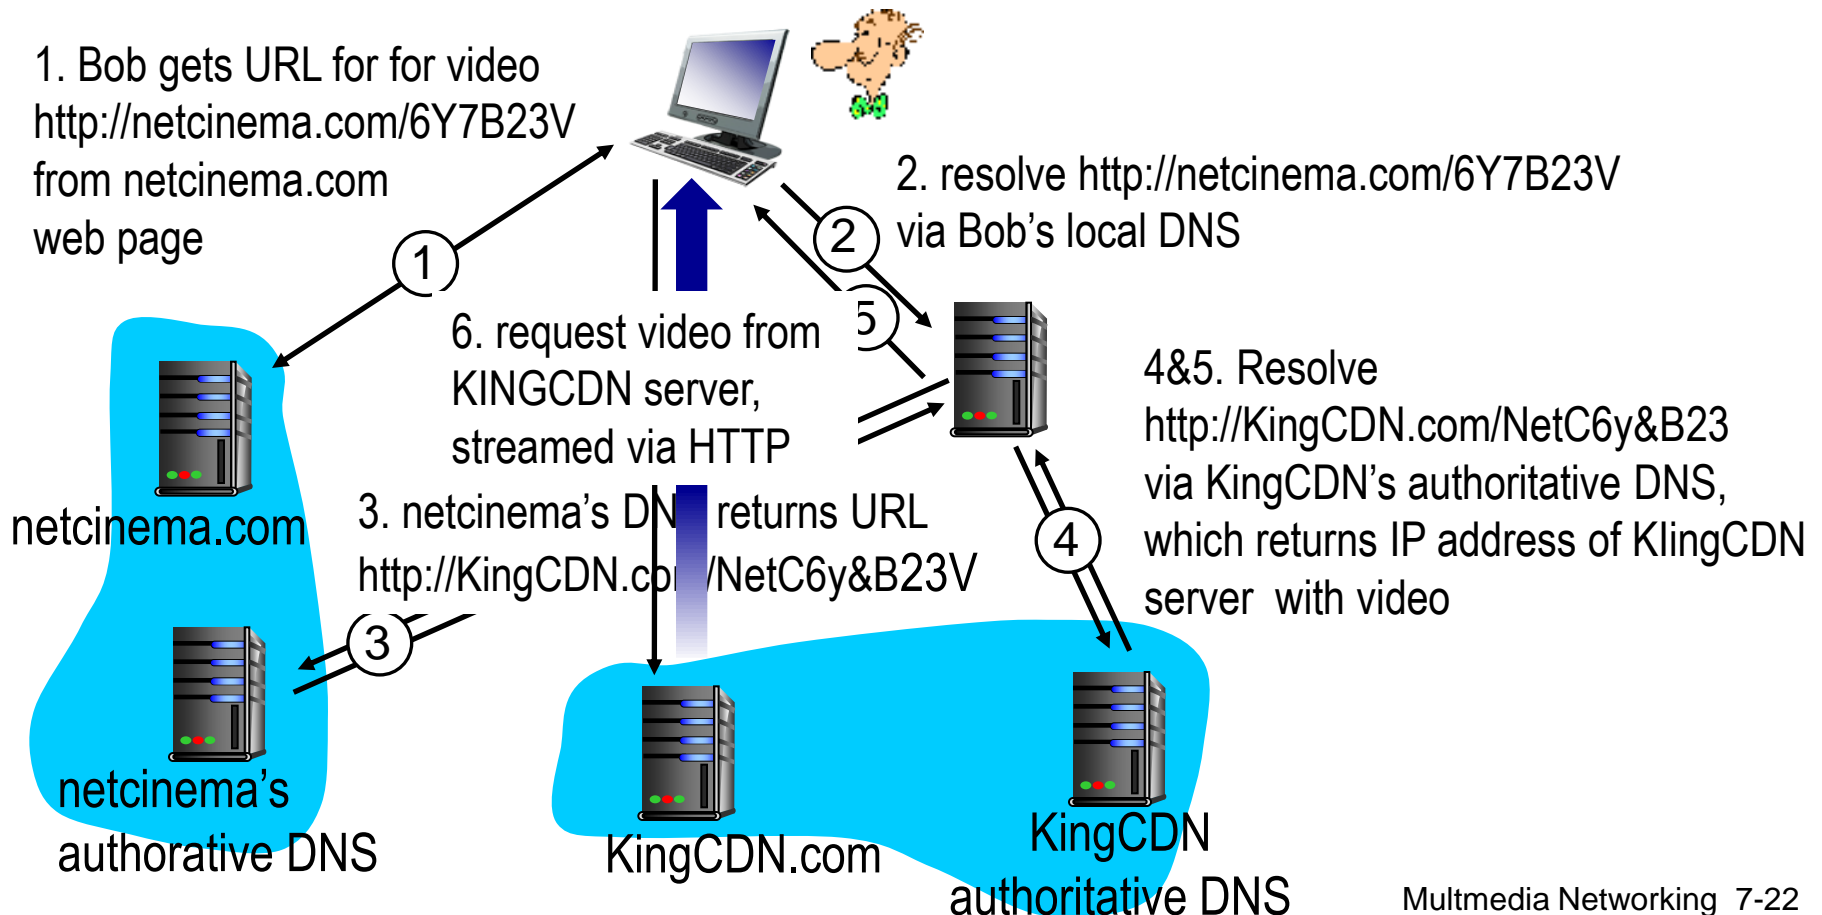 1. Bob gets URL for for video
http://netcinema.com/6Y7B23V
from netcinema.com
web page
1
2. resolve http://netcinema.com/6Y7B23V
via Bob's local DNS
2
5
6. request video from
KINGCDN server,
streamed via HTTP
4&5. Resolve
http://KingCDN.com/NetC6y&B23
via KingCDN's authoritative DNS,
which returns IP address of KlingCDN
server with video
netcinema.com
3. netcinema's DN returns URL
http://KingCDN.co /NetC6y&B23V
4
3
netcinema's
authorative DNS
KingCDN.com
KingCDN
authoritative DNS
Multmedia Networking 7-22